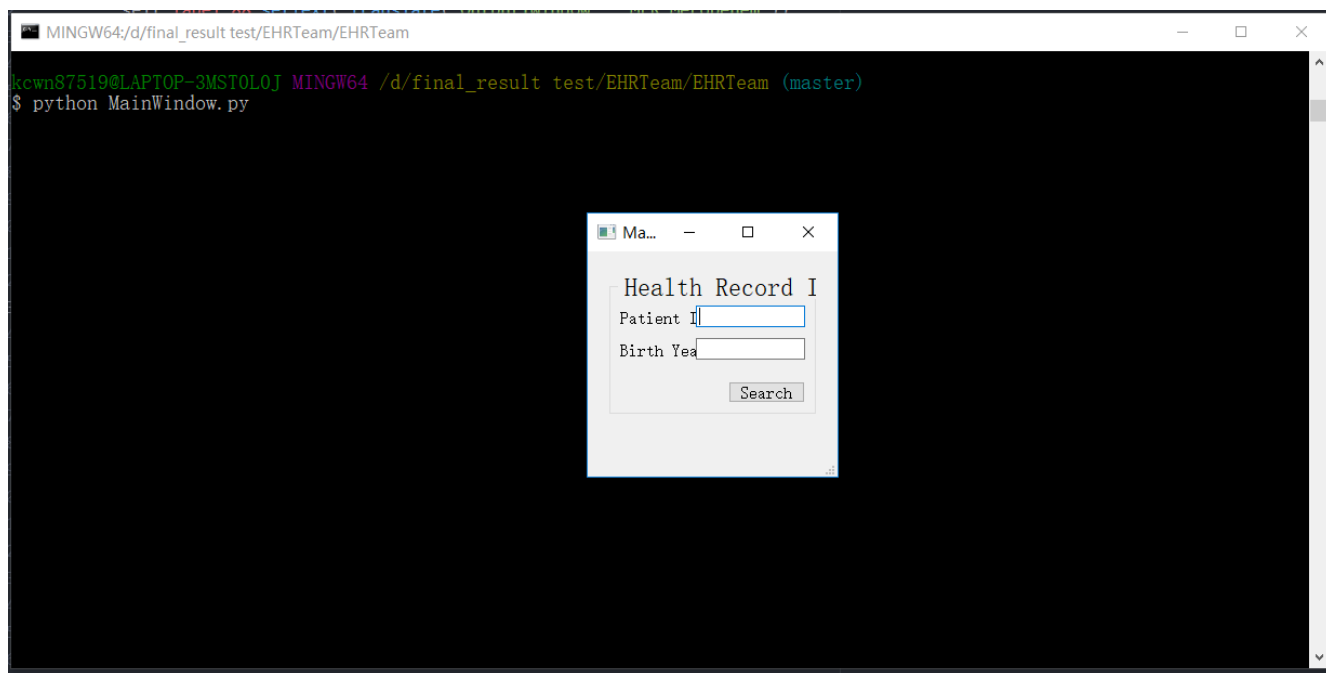 MINGW64:/d/final_result test/EHRTeam/EHRTeam
kcwn87519@LAPTOP-3MST0L0J MINGW64 /d/final_result test/EHRTeam/EHRTeam (master)
$ python MainWindow.py
Ma...
Health Record I
Patient I
Birth Yea
Search